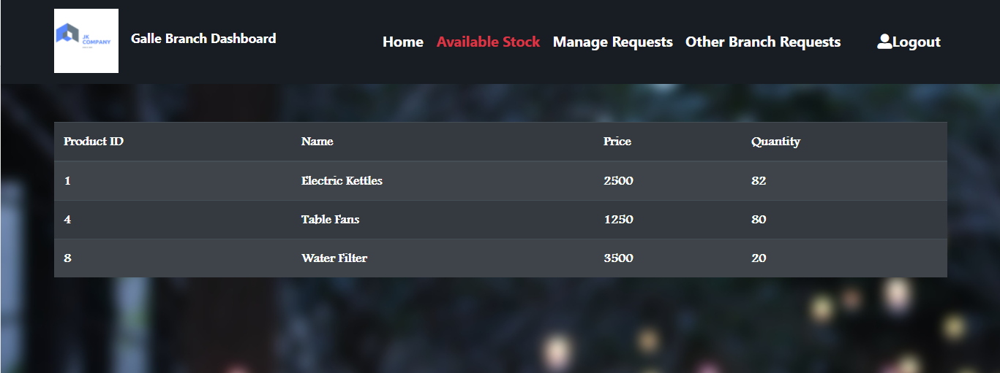 JK
COMPANY
Galle Branch Dashboard
Home Available Stock Manage Requests Other Branch Requests Logout
Product ID Name Price Quantity
1 Electric Kettles 2500 82
4 Table Fans 1250 80
8 Water Filter 3500 20